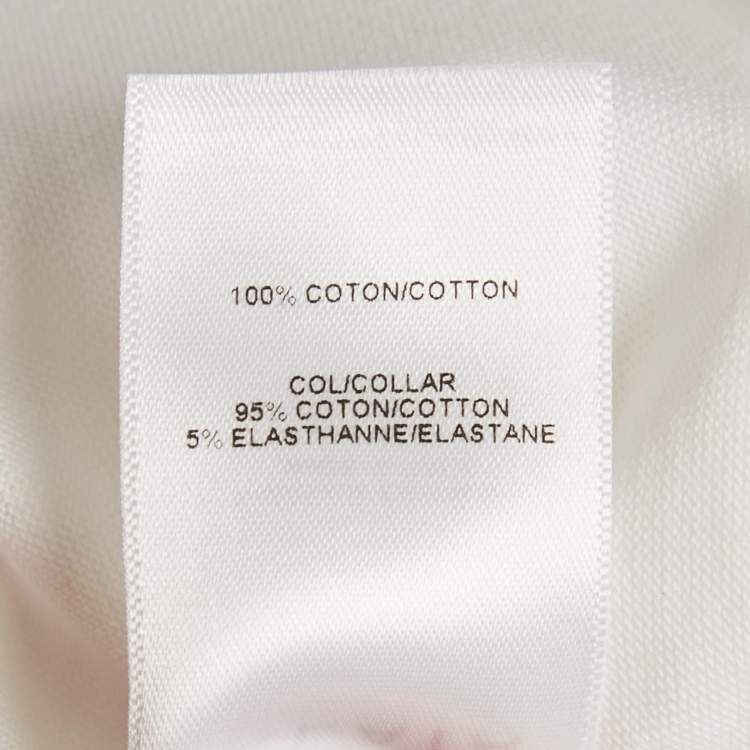 100% COTON/COTTON
COL/COLLAR
95% COTON/COTTON
5% ELASTHANNE/ELASTANE